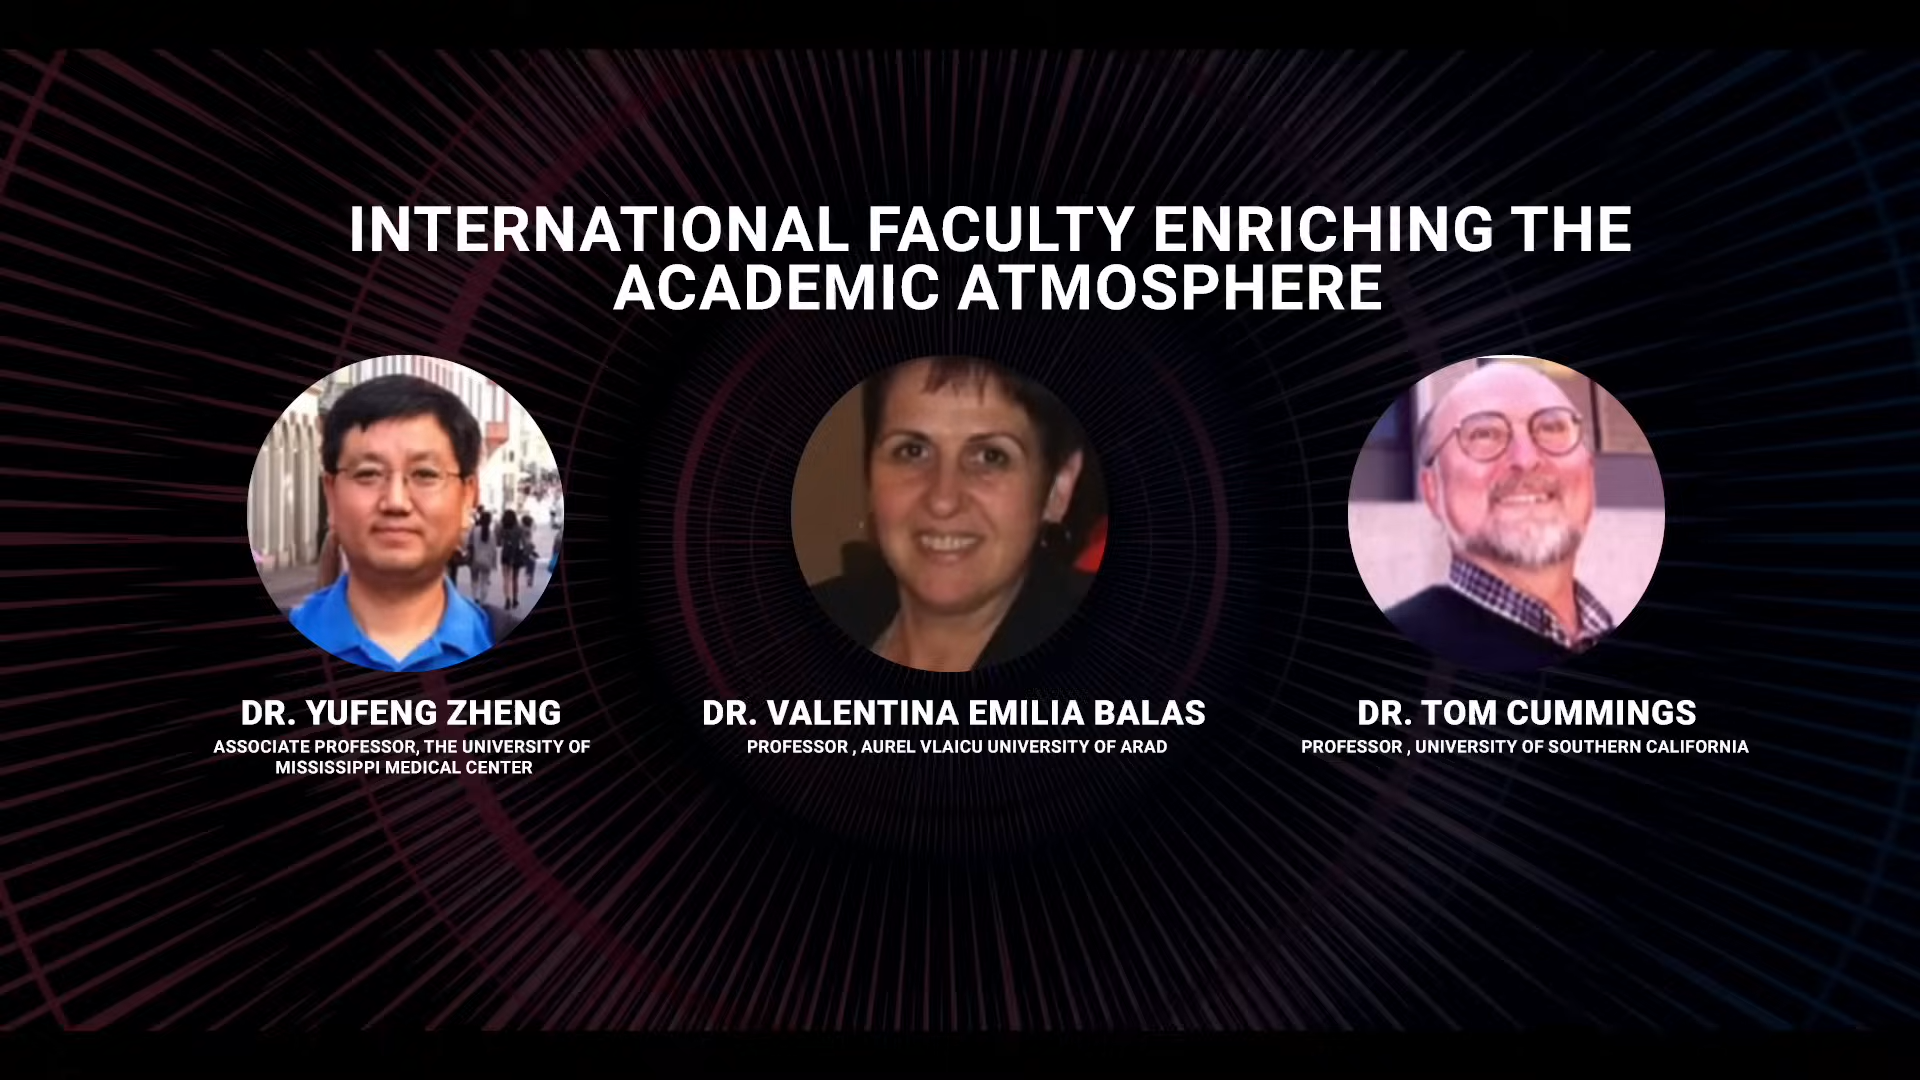 INTERNATIONAL FACULTY ENRICHING THE
ACADEMIC ATMOSPHERE
DR. YUFENG ZHENG
ASSOCIATE PROFESSOR, THE UNIVERSITY OF
MISSISSIPPI MEDICAL CENTER
DR. VALENTINA EMILIA BALAS
PROFESSOR , AUREL VLAICU UNIVERSITY OF ARAD
DR. TOM CUMMINGS
PROFESSOR , UNIVERSITY OF SOUTHERN CALIFORNIA